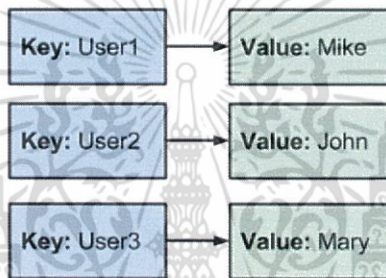 Key: User1 Value: Mike
Key: User2 Value: John
Key: User3 Value: Mary